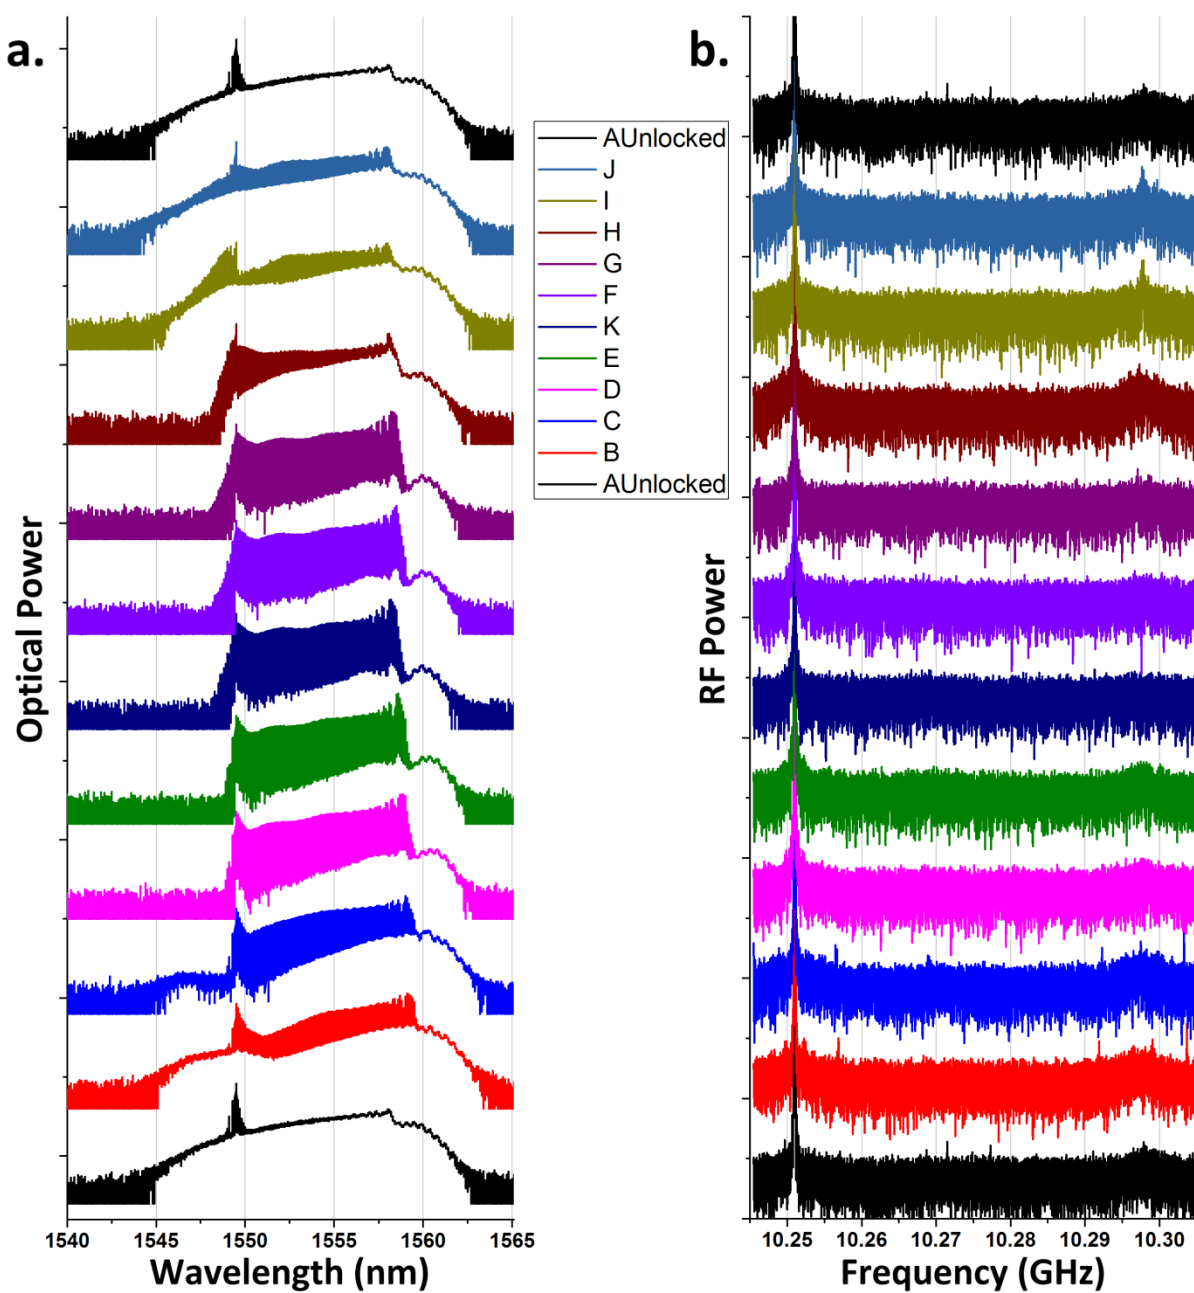 a.
b.
AUnlocked
J
I
H
G
F
K
E
D
C
B
AUnlocked
Optical Power
RF Power
1540 1545 1550 1555 1560 1565
Wavelength (nm)
10.25 10.26 10.27 10.28 10.29 10.30
Frequency (GHz)